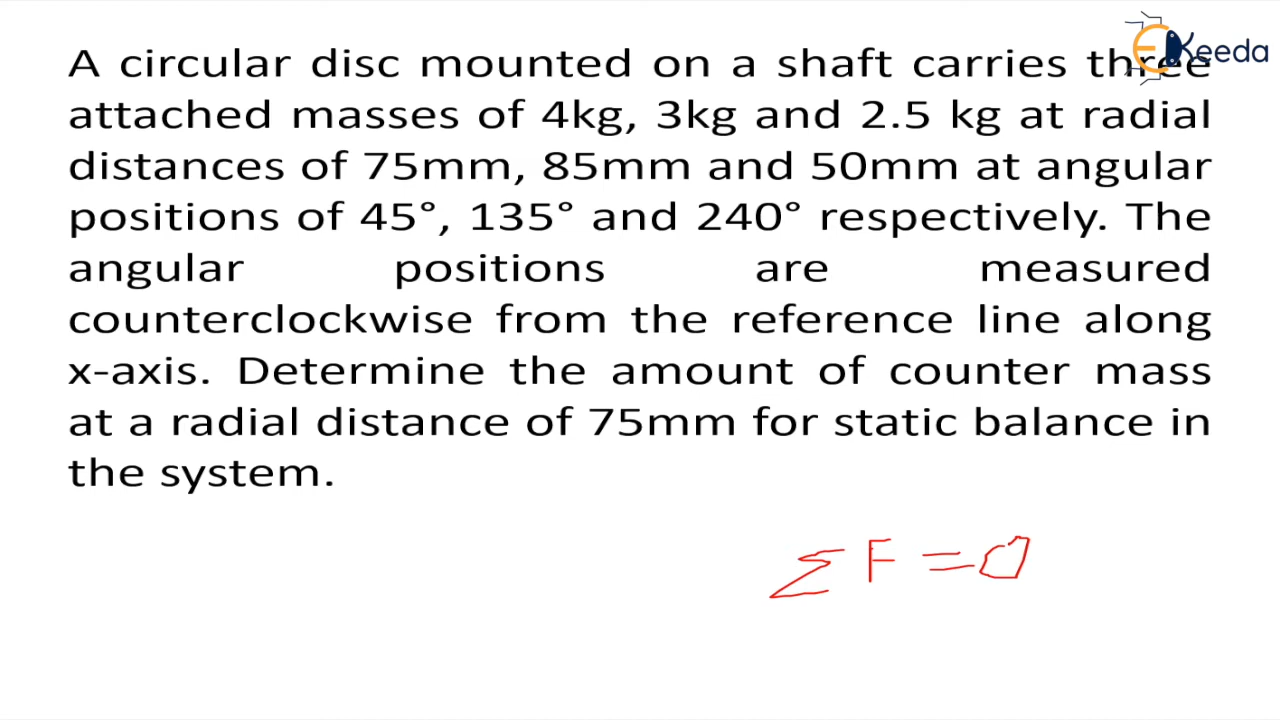 EKeeda
A circular disc mounted on a shaft carries three
attached masses of 4kg, 3kg and 2.5 kg at radial
distances of 75mm, 85mm and 50mm at angular
positions of 45°, 135° and 240° respectively. The
angular positions are measured
counterclockwise from the reference line along
x-axis. Determine the amount of counter mass
at a radial distance of 75mm for static balance in
the system.
Σ F = 0